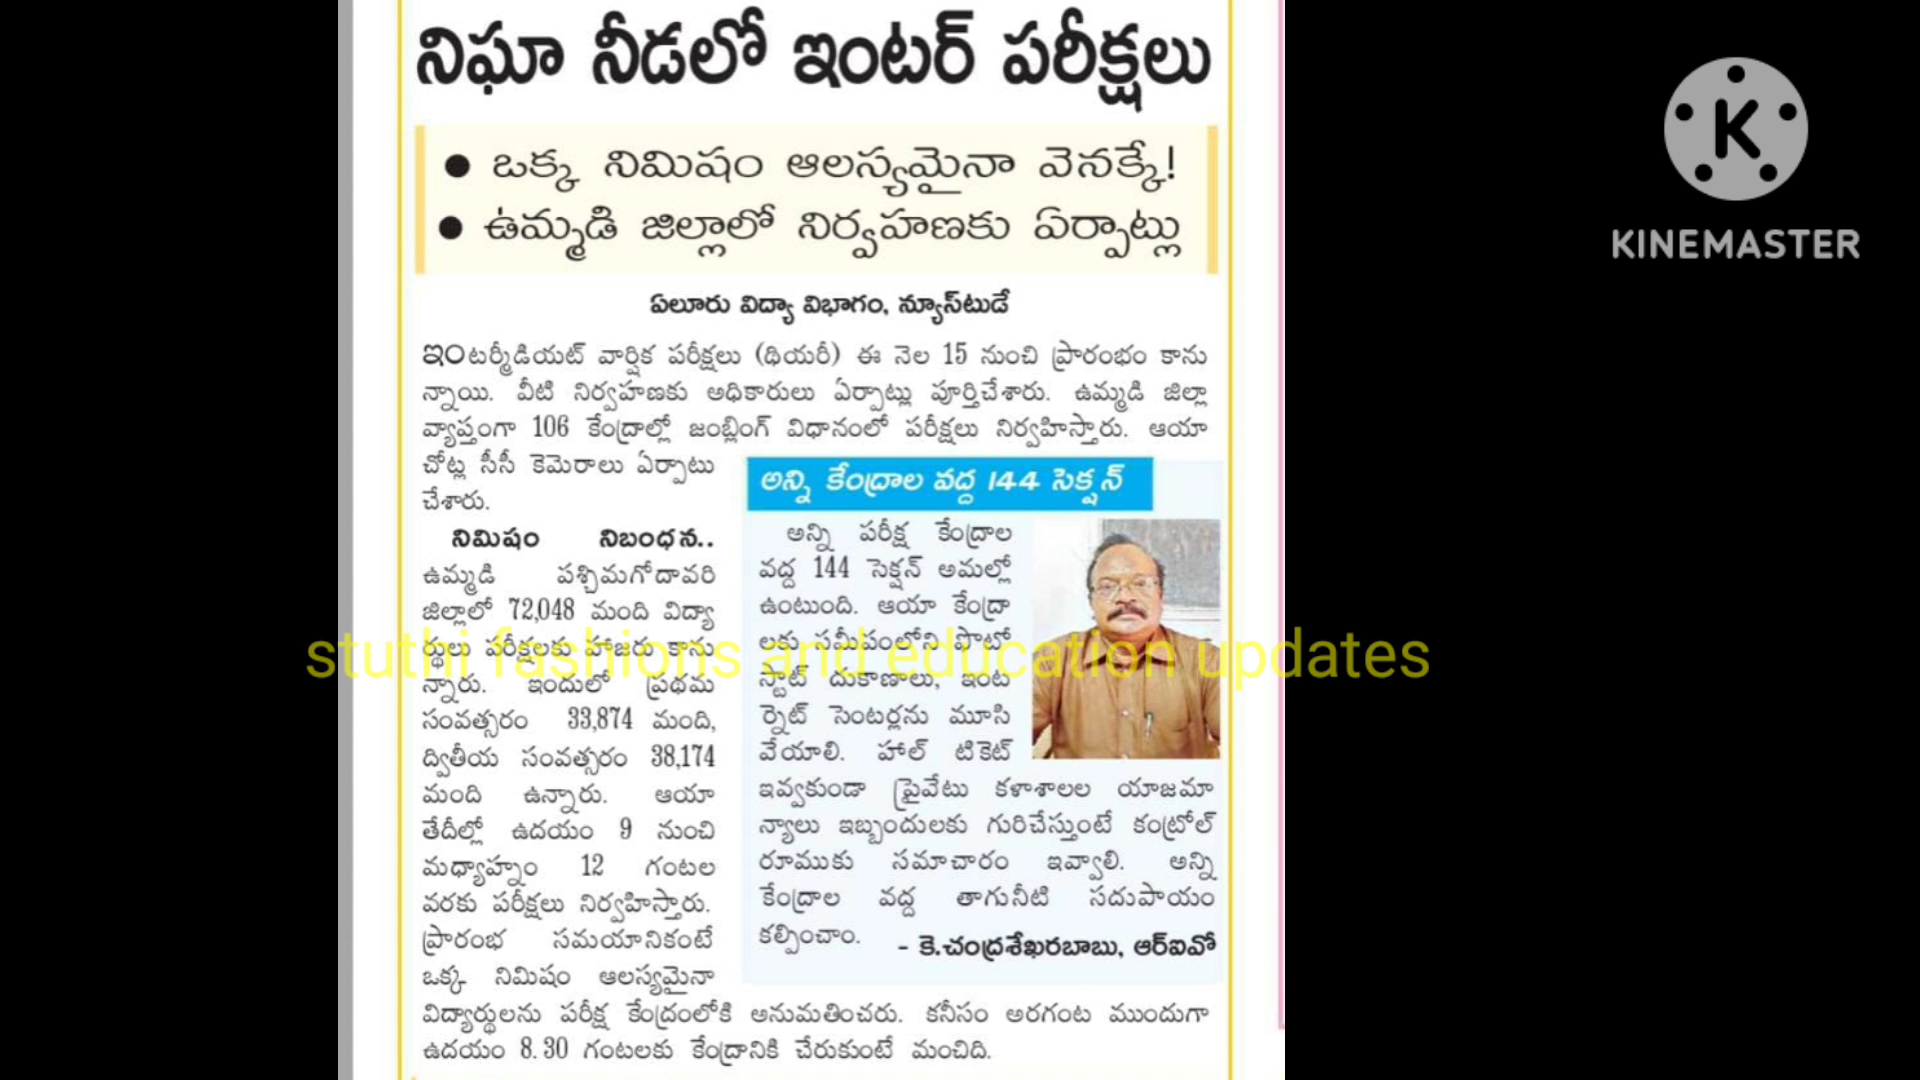 నిఘా నీడలో ఇంటర్ పరీక్షలు
● ఒక్క నిమిషం ఆలస్యమైనా వెనక్కే!
● ఉమ్మడి జిల్లాలో నిర్వహణకు ఏర్పాట్లు
ఏలూరు విద్యా విభాగం, న్యూస్‌టుడే
ఇంటర్మీడియట్ వార్షిక పరీక్షలు (థియరీ) ఈ నెల 15 నుంచి ప్రారంభం కాను
న్నాయి. వీటి నిర్వహణకు అధికారులు ఏర్పాట్లు పూర్తిచేశారు. ఉమ్మడి జిల్లా
వ్యాప్తంగా 106 కేంద్రాల్లో జంబ్లింగ్ విధానంలో పరీక్షలు నిర్వహిస్తారు. ఆయా
చోట్ల సీసీ కెమెరాలు ఏర్పాటు
చేశారు.
నిమిషం నిబంధన..
ఉమ్మడి పశ్చిమగోదావరి
జిల్లాలో 72,048 మంది విద్యా
ర్థులు పరీక్షలకు హాజరు కాను
న్నారు. ఇందులో ప్రథమ
సంవత్సరం 33,874 మంది,
ద్వితీయ సంవత్సరం 38,174
మంది ఉన్నారు. ఆయా
తేదీల్లో ఉదయం 9 నుంచి
మధ్యాహ్నం 12 గంటల
వరకు పరీక్షలు నిర్వహిస్తారు.
ప్రారంభ సమయానికంటే
ఒక్క నిమిషం ఆలస్యమైనా
విద్యార్థులను పరీక్ష కేంద్రంలోకి అనుమతించరు. కనీసం అరగంట ముందుగా
ఉదయం 8.30 గంటలకు కేంద్రానికి చేరుకుంటే మంచిది.
అన్ని కేంద్రాల వద్ద 144 సెక్షన్
అన్ని పరీక్ష కేంద్రాల
వద్ద 144 సెక్షన్ అమల్లో
ఉంటుంది. ఆయా కేంద్రా
లకు సమీపంలోని ఫొటో
స్టాట్ దుకాణాలు, ఇంట
ర్నెట్ సెంటర్లను మూసి
వేయాలి. హాల్ టికెట్
ఇవ్వకుండా ప్రైవేటు కళాశాలల యాజమా
న్యాలు ఇబ్బందులకు గురిచేస్తుంటే కంట్రోల్
రూముకు సమాచారం ఇవ్వాలి. అన్ని
కేంద్రాల వద్ద తాగునీటి సదుపాయం
కల్పించాం.
- కె.చంద్రశేఖరబాబు, ఆర్ఐవో
stuthi fashions and education updates
K
KINEMASTER